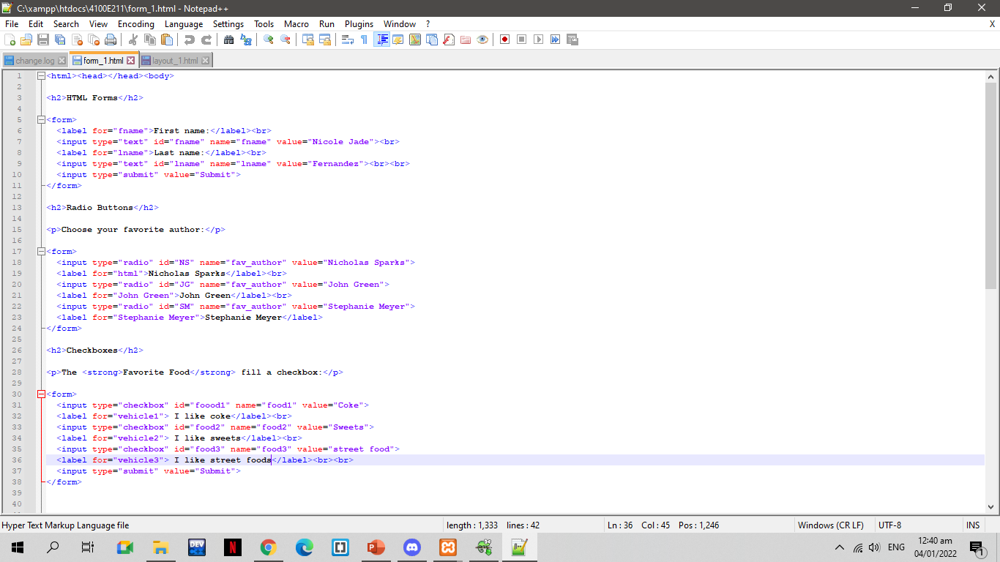 C:\xampp\htdocs\4100E211\form_1.html - Notepad++
File Edit Search View Encoding Language Settings Tools Macro Run Plugins Window ? X
change.log form_1.html layout_1.html
1 <html><head></head><body>
2
3 <h2>HTML Forms</h2>
4
5 <form>
6 <label for="fname">First name:</label><br>
7 <input type="text" id="fname" name="fname" value="Nicole Jade"><br>
8 <label for="lname">Last name:</label><br>
9 <input type="text" id="lname" name="lname" value="Fernandez"><br><br>
10 <input type="submit" value="Submit">
11 </form>
12
13 <h2>Radio Buttons</h2>
14
15 <p>Choose your favorite author:</p>
16
17 <form>
18 <input type="radio" id="NS" name="fav_author" value="Nicholas Sparks">
19 <label for="html">Nicholas Sparks</label><br>
20 <input type="radio" id="JG" name="fav_author" value="John Green">
21 <label for="John Green">John Green</label><br>
22 <input type="radio" id="SM" name="fav_author" value="Stephanie Meyer">
23 <label for="Stephanie Meyer">Stephanie Meyer</label>
24 </form>
25
26 <h2>Checkboxes</h2>
27
28 <p>The <strong>Favorite Food</strong> fill a checkbox:</p>
29
30 <form>
31 <input type="checkbox" id="foood1" name="food1" value="Coke">
32 <label for="vehicle1"> I like coke</label><br>
33 <input type="checkbox" id="food2" name="food2" value="Sweets">
34 <label for="vehicle2"> I like sweets</label><br>
35 <input type="checkbox" id="food3" name="food3" value="street food">
36 <label for="vehicle3"> I like street foods</label><br><br>
37 <input type="submit" value="Submit">
38 </form>
39
40
Hyper Text Markup Language file length : 1,333 lines : 42 Ln : 36 Col : 45 Pos : 1,246 Windows (CR LF) UTF-8 INS
DEV C++ N P ENG 12:40 am
04/01/2022 1